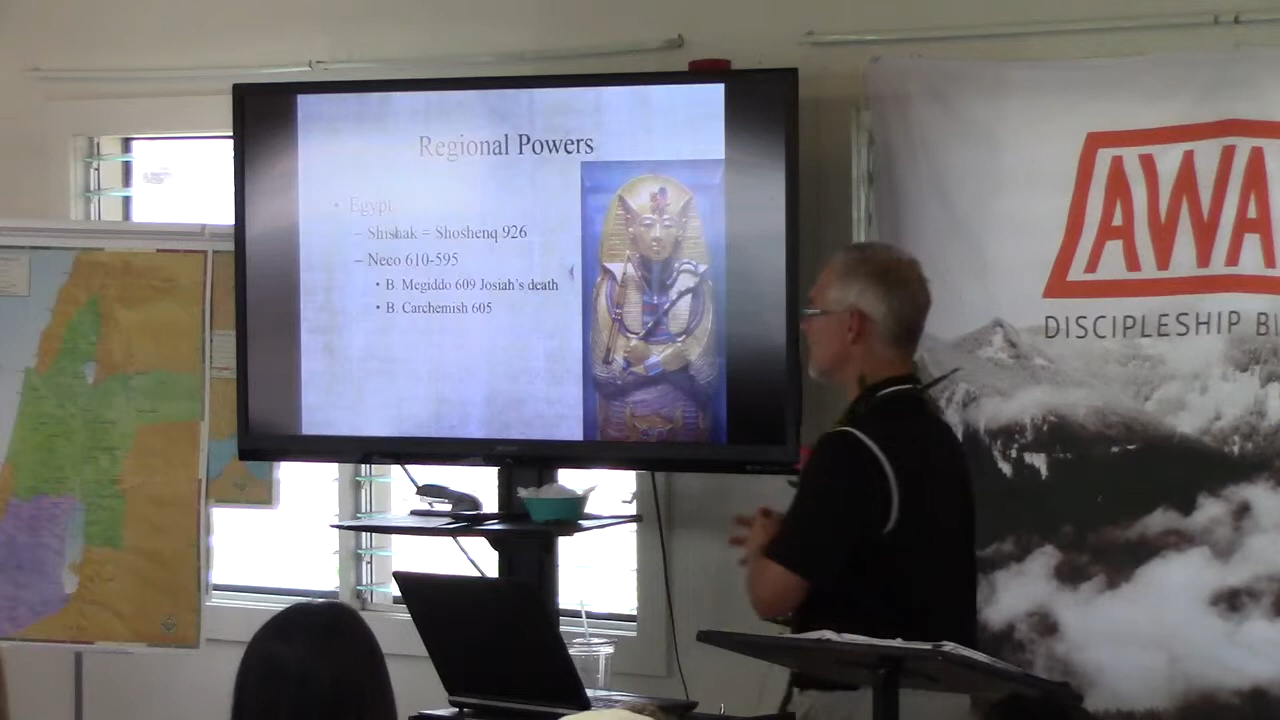 Regional Powers
• Egypt
– Shishak = Shoshenq 926
– Neco 610-595
• B. Megiddo 609 Josiah's death
• B. Carchemish 605
AWA
DISCIPLESHIP BI